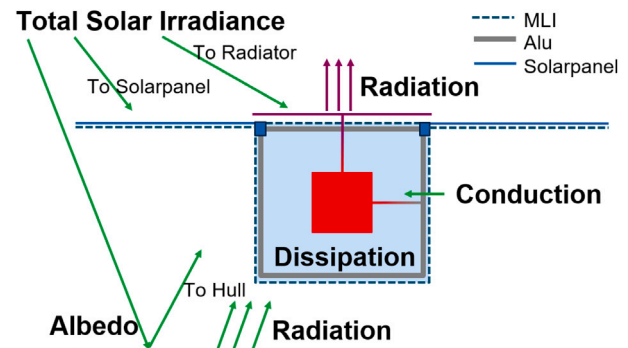 Total Solar Irradiance
MLI
Alu
Solarpanel
To Radiator
To Solarpanel
Radiation
Conduction
Dissipation
To Hull
Albedo
Radiation